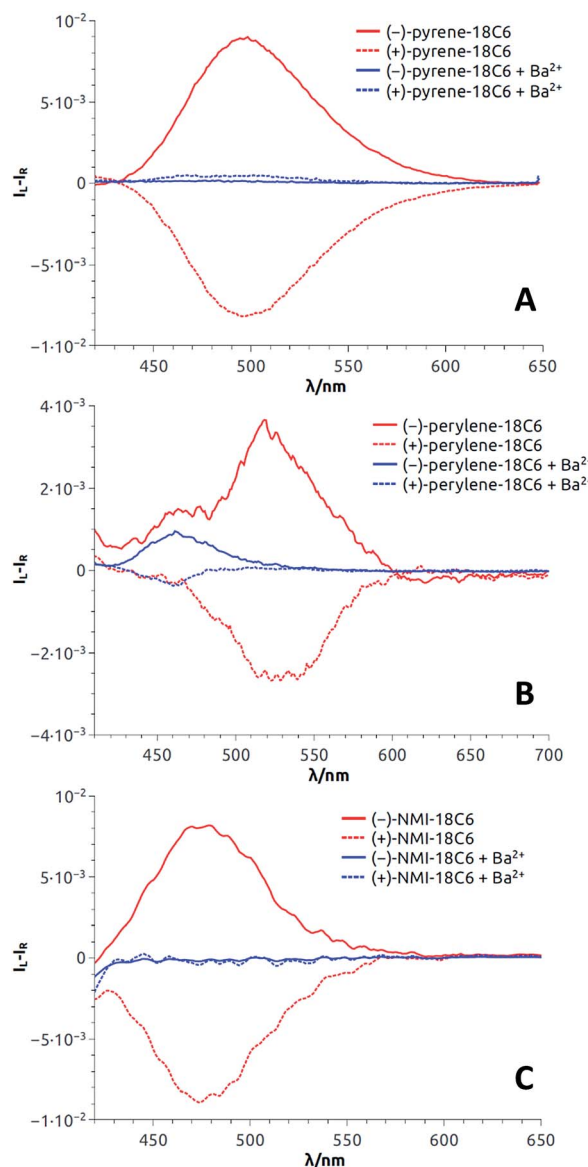 10⁻²
5·10⁻³
0
−5·10⁻³
−1·10⁻²
I_L-I_R
(−)-pyrene-18C6
(+)-pyrene-18C6
(−)-pyrene-18C6 + Ba²⁺
(+)-pyrene-18C6 + Ba²⁺
A
450 500 550 600 650
λ/nm
4·10⁻³
2·10⁻³
0
−2·10⁻³
−4·10⁻³
I_L-I_R
(−)-perylene-18C6
(+)-perylene-18C6
(−)-perylene-18C6 + Ba²
(+)-perylene-18C6 + Ba²
B
450 500 550 600 650 700
λ/nm
10⁻²
5·10⁻³
0
−5·10⁻³
−1·10⁻²
I_L-I_R
(−)-NMI-18C6
(+)-NMI-18C6
(−)-NMI-18C6 + Ba²⁺
(+)-NMI-18C6 + Ba²⁺
C
450 500 550 600 650
λ/nm